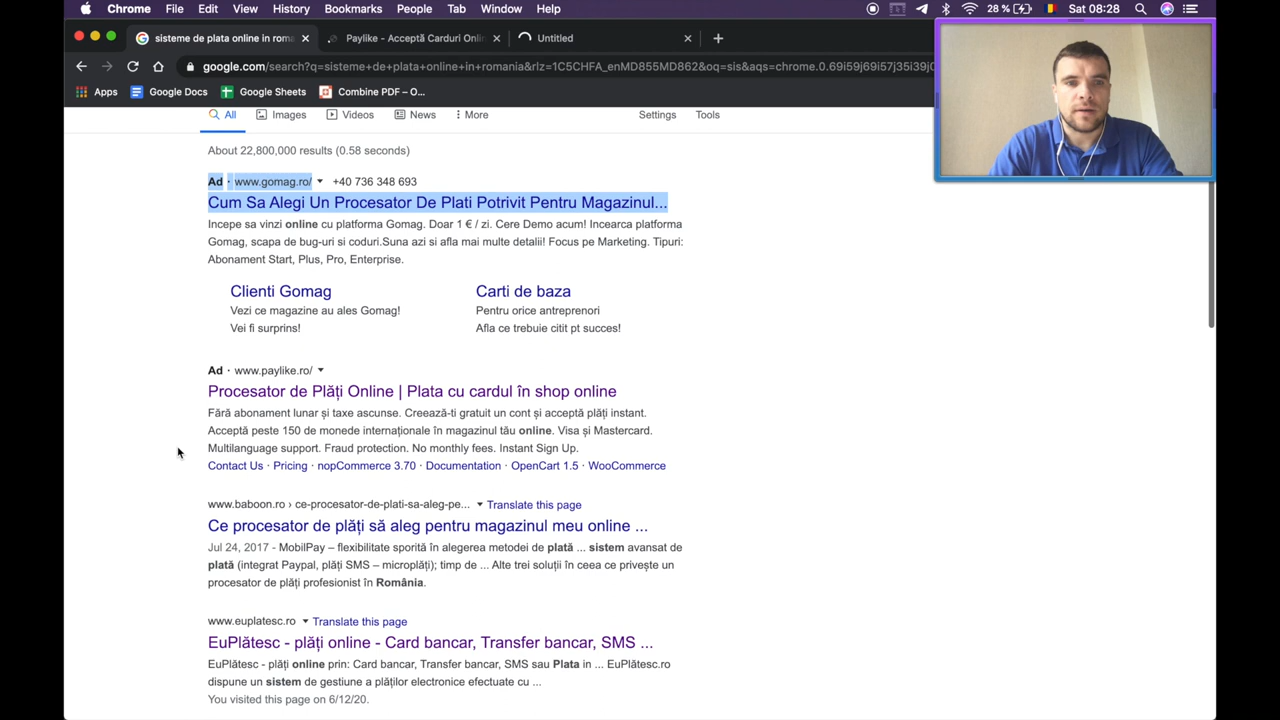 Chrome File Edit View History Bookmarks People Tab Window Help 28 % Sat 08:28
sisteme de plata online in rom Paylike – Acceptă Carduri Onli Untitled
google.com/search?q=sisteme+de+plata+online+in+romania&rlz=1C5CHFA_enMD855MD862&oq=sis&aqs=chrome.0.69i59j69i57j35i39j0
Apps Google Docs Google Sheets Combine PDF – O...
All Images Videos News More Settings Tools
About 22,800,000 results (0.58 seconds)
Ad · www.gomag.ro/ +40 736 348 693
Cum Sa Alegi Un Procesator De Plati Potrivit Pentru Magazinul...
Incepe sa vinzi online cu platforma Gomag. Doar 1 € / zi. Cere Demo acum! Incearca platforma
Gomag, scapa de bug-uri si coduri.Suna azi si afla mai multe detalii! Focus pe Marketing. Tipuri:
Abonament Start, Plus, Pro, Enterprise.
Clienti Gomag Carti de baza
Vezi ce magazine au ales Gomag! Pentru orice antreprenori
Vei fi surprins! Afla ce trebuie citit pt succes!
Ad · www.paylike.ro/
Procesator de Plăți Online | Plata cu cardul în shop online
Fără abonament lunar și taxe ascunse. Creează-ti gratuit un cont și acceptă plăți instant.
Acceptă peste 150 de monede internaționale în magazinul tău online. Visa și Mastercard.
Multilanguage support. Fraud protection. No monthly fees. Instant Sign Up.
Contact Us · Pricing · nopCommerce 3.70 · Documentation · OpenCart 1.5 · WooCommerce
www.baboon.ro › ce-procesator-de-plati-sa-aleg-pe... Translate this page
Ce procesator de plăți să aleg pentru magazinul meu online ...
Jul 24, 2017 - MobilPay – flexibilitate sporită în alegerea metodei de plată ... sistem avansat de
plată (integrat Paypal, plăți SMS – microplăți); timp de ... Alte trei soluții în ceea ce privește un
procesator de plăți profesionist în România.
www.euplatesc.ro Translate this page
EuPlătesc - plăți online - Card bancar, Transfer bancar, SMS ...
EuPlătesc - plăți online prin: Card bancar, Transfer bancar, SMS sau Plata in ... EuPlătesc.ro
dispune un sistem de gestiune a plăților electronice efectuate cu ...
You visited this page on 6/12/20.